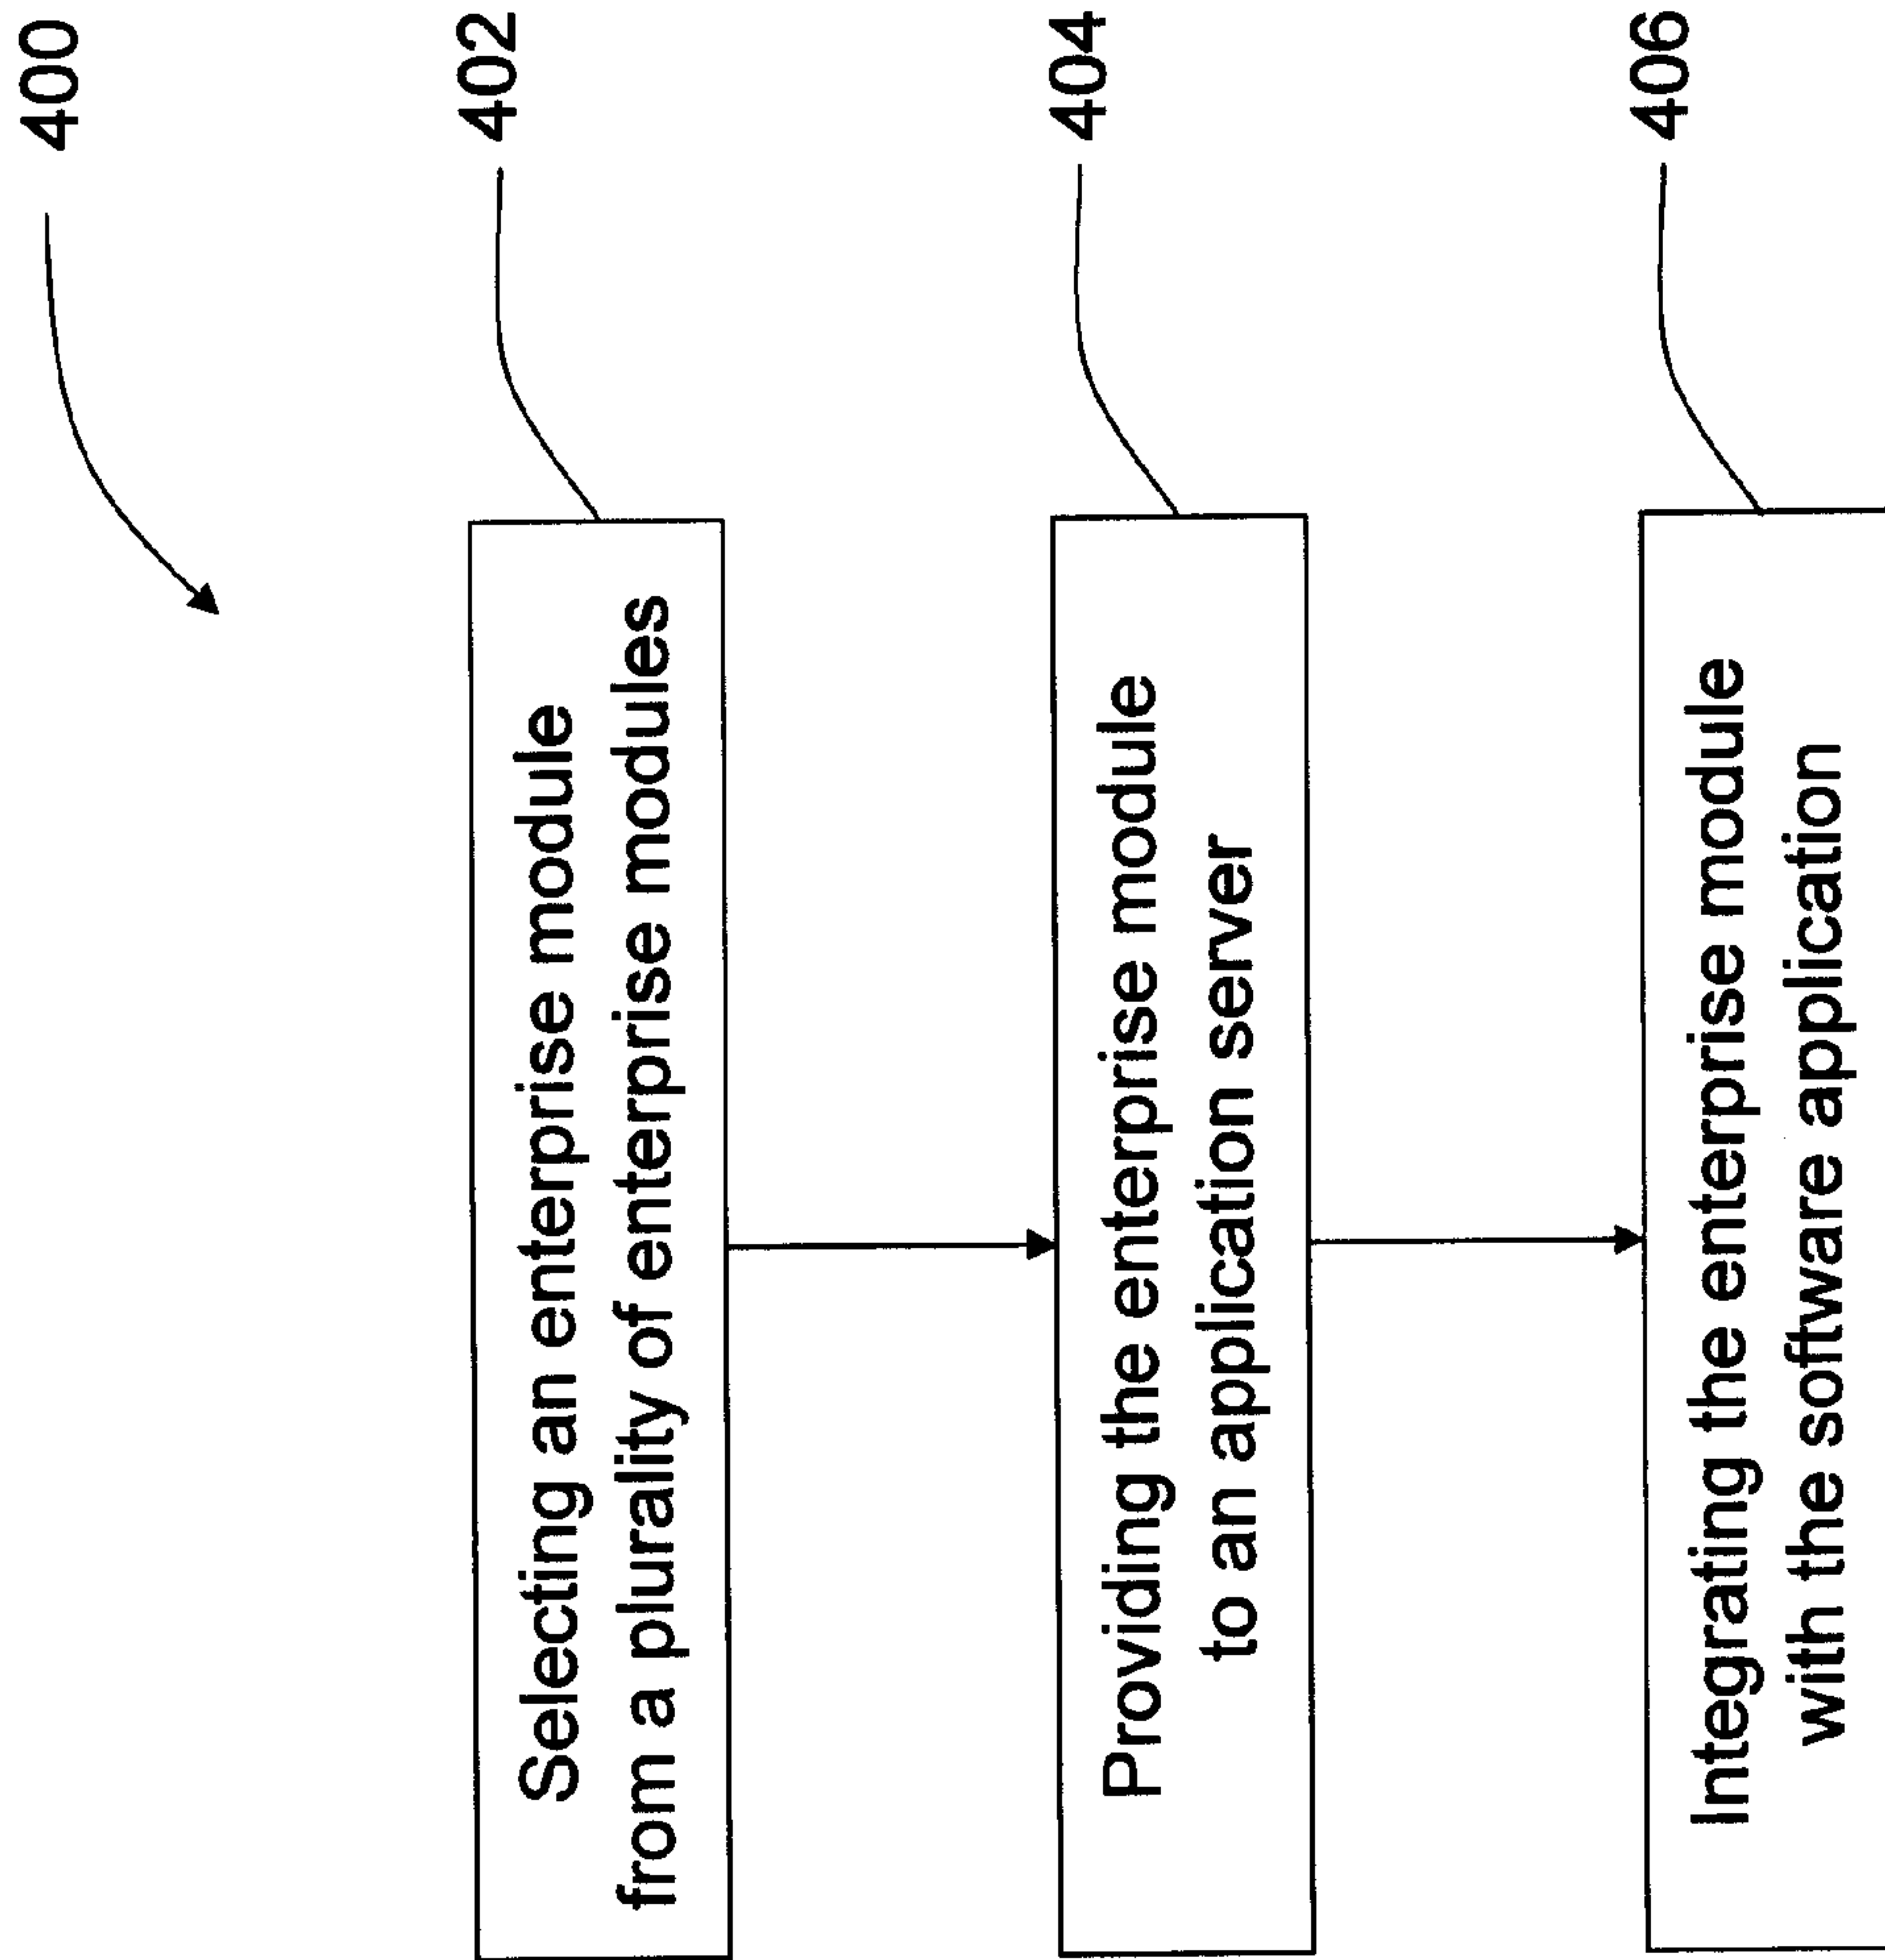 400
402
Selecting an enterprise module
from a plurality of enterprise modules
404
Providing the enterprise module
to an application server
406
Integrating the enterprise module
with the software application